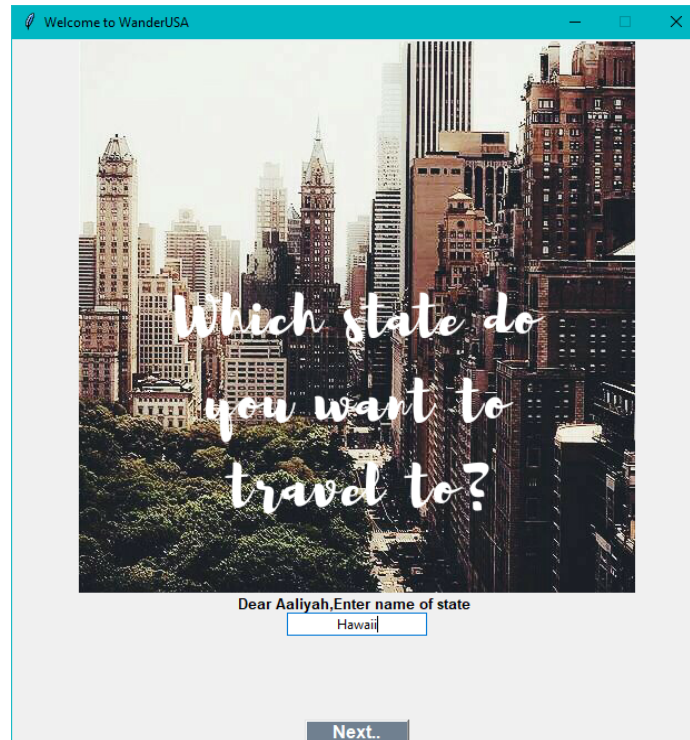 Welcome to WanderUSA
Which state do
you want to
travel to?
Dear Aaliyah,Enter name of state
Hawaii
Next..